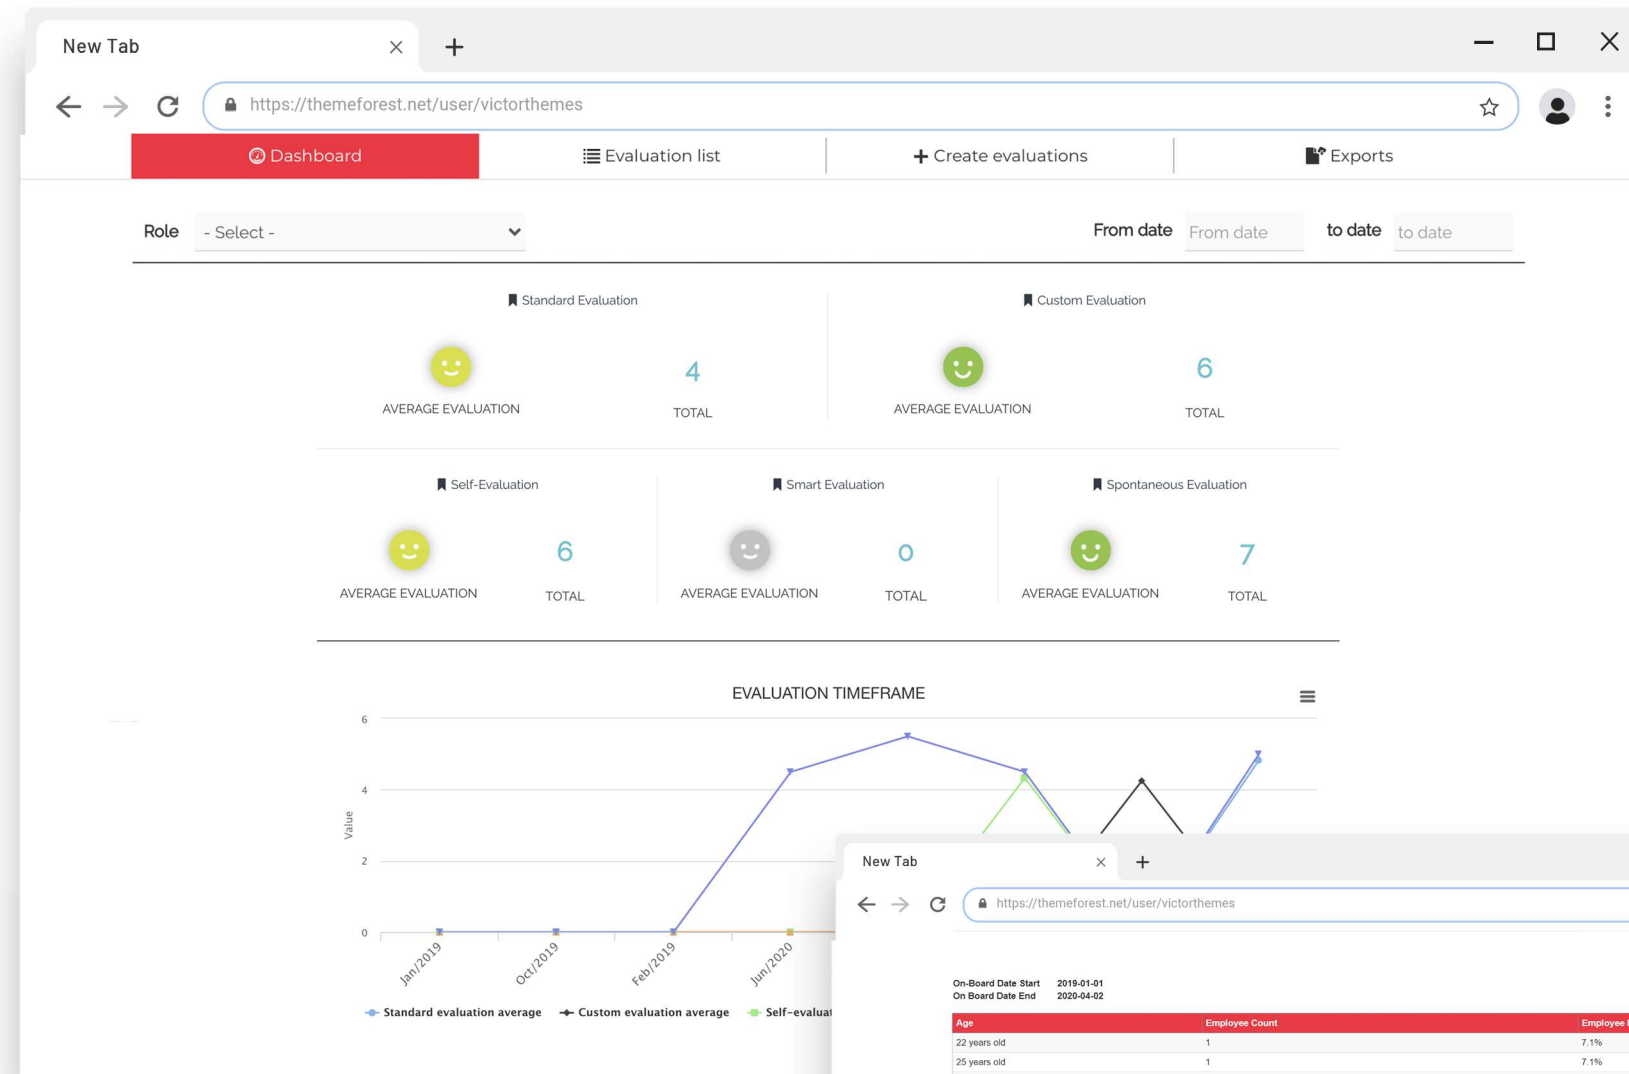 New Tab
https://themeforest.net/user/victorthemes
Dashboard
Evaluation list
Create evaluations
Exports
Role - Select -
From date From date to date to date
Standard Evaluation
Custom Evaluation
4
6
AVERAGE EVALUATION
TOTAL
AVERAGE EVALUATION
TOTAL
Self-Evaluation
Smart Evaluation
Spontaneous Evaluation
6
0
7
AVERAGE EVALUATION
TOTAL
AVERAGE EVALUATION
TOTAL
AVERAGE EVALUATION
TOTAL
EVALUATION TIMEFRAME
6
4
2
0
Value
Jan/2019
Oct/2019
Feb/2019
Jun/2020
Standard evaluation average
Custom evaluation average
Self-evaluat
New Tab
https://themeforest.net/user/victorthemes
On-Board Date Start 2019-01-01
On Board Date End 2020-04-02
Age Employee Count Employee
22 years old 1 7.1%
25 years old 1 7.1%